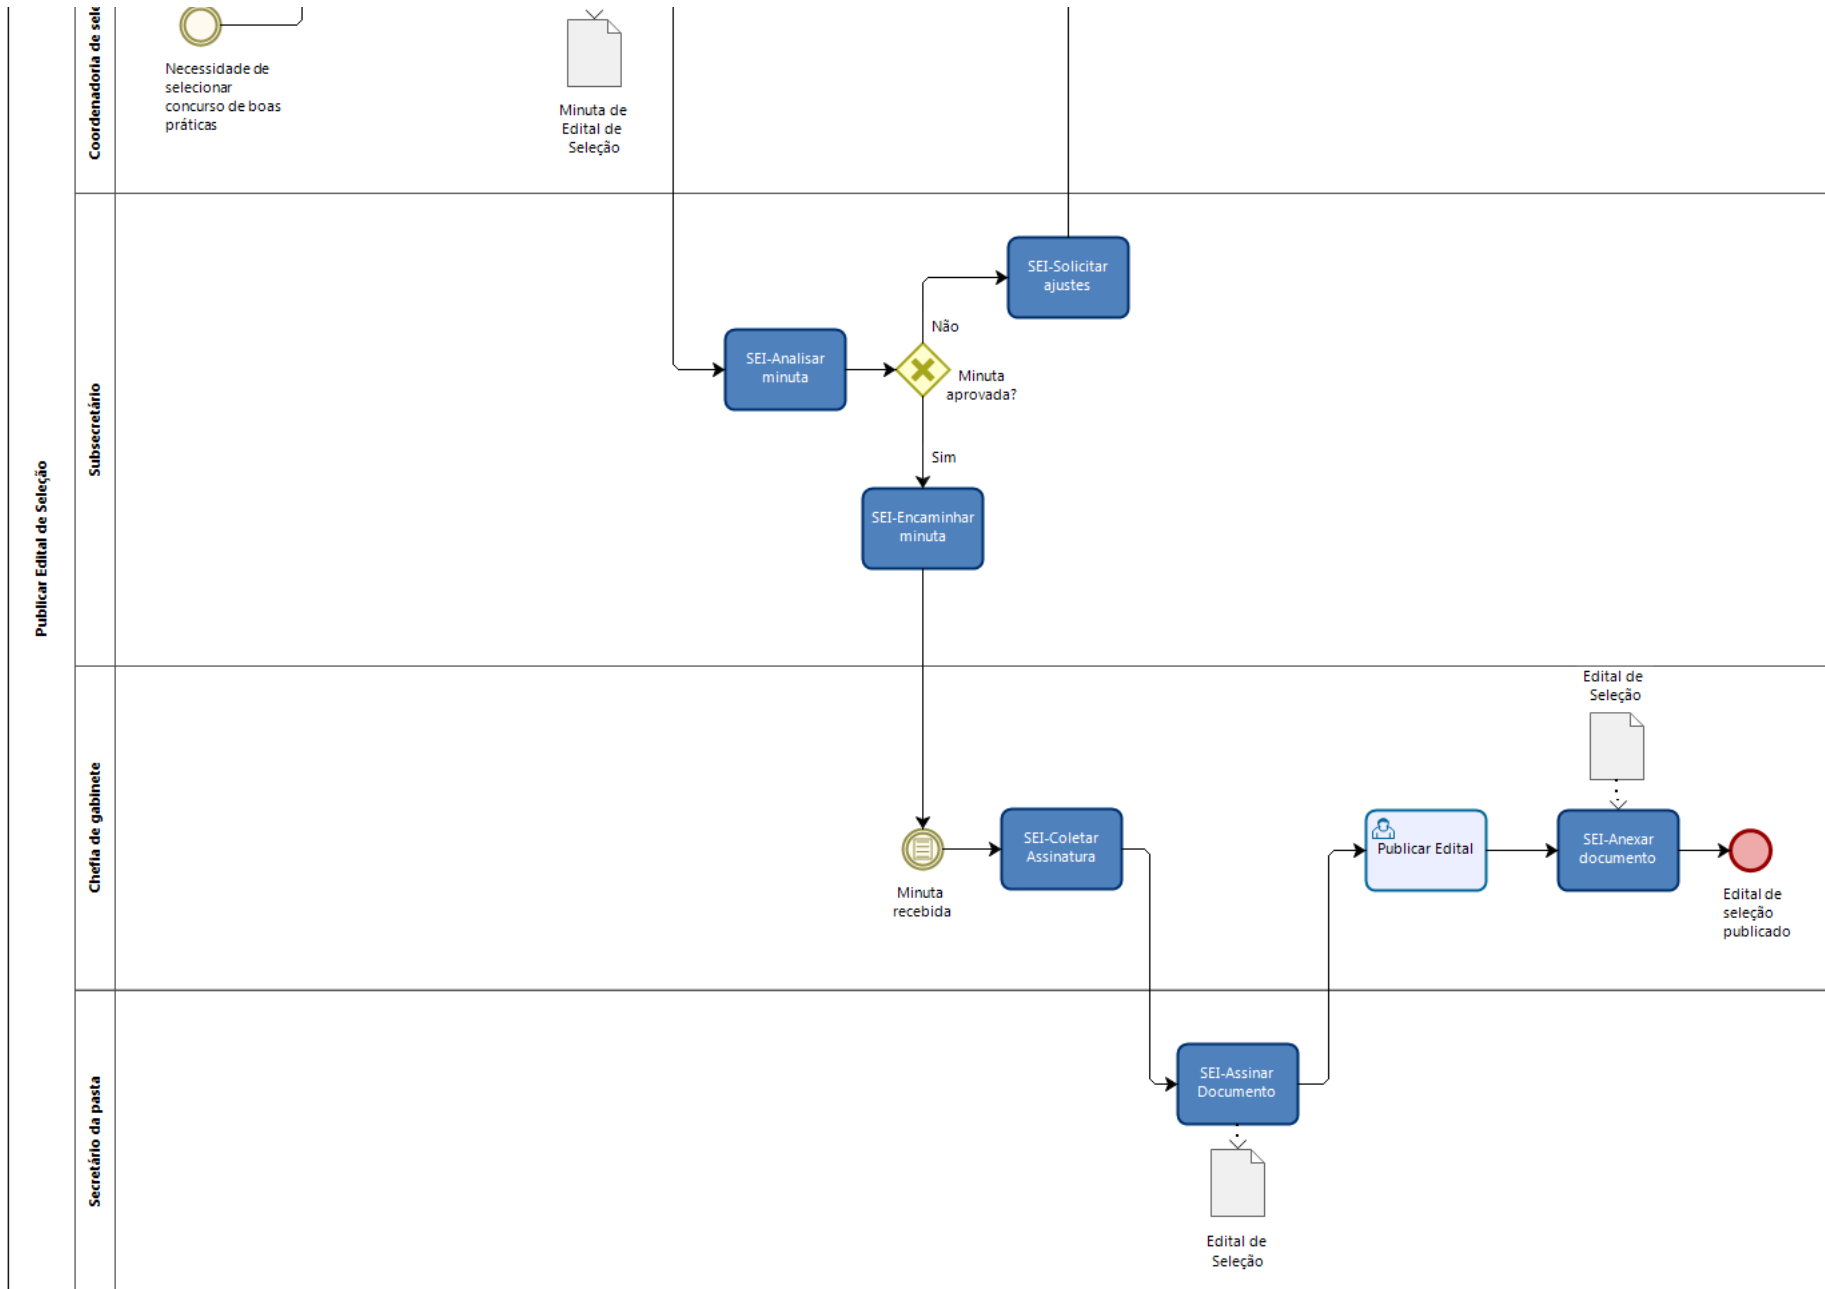 Publicar Edital de Seleção
Coordenadoria de sele
Necessidade de
selecionar
concurso de boas
práticas
Minuta de
Edital de
Seleção
Subsecretário
SEI-Solicitar
ajustes
Não
SEI-Analisar
minuta
Minuta
aprovada?
Sim
SEI-Encaminhar
minuta
Chefia de gabinete
Edital de
Seleção
SEI-Coletar
Assinatura
Publicar Edital
SEI-Anexar
documento
Minuta
recebida
Edital de
seleção
publicado
Secretário da pasta
SEI-Assinar
Documento
Edital de
Seleção